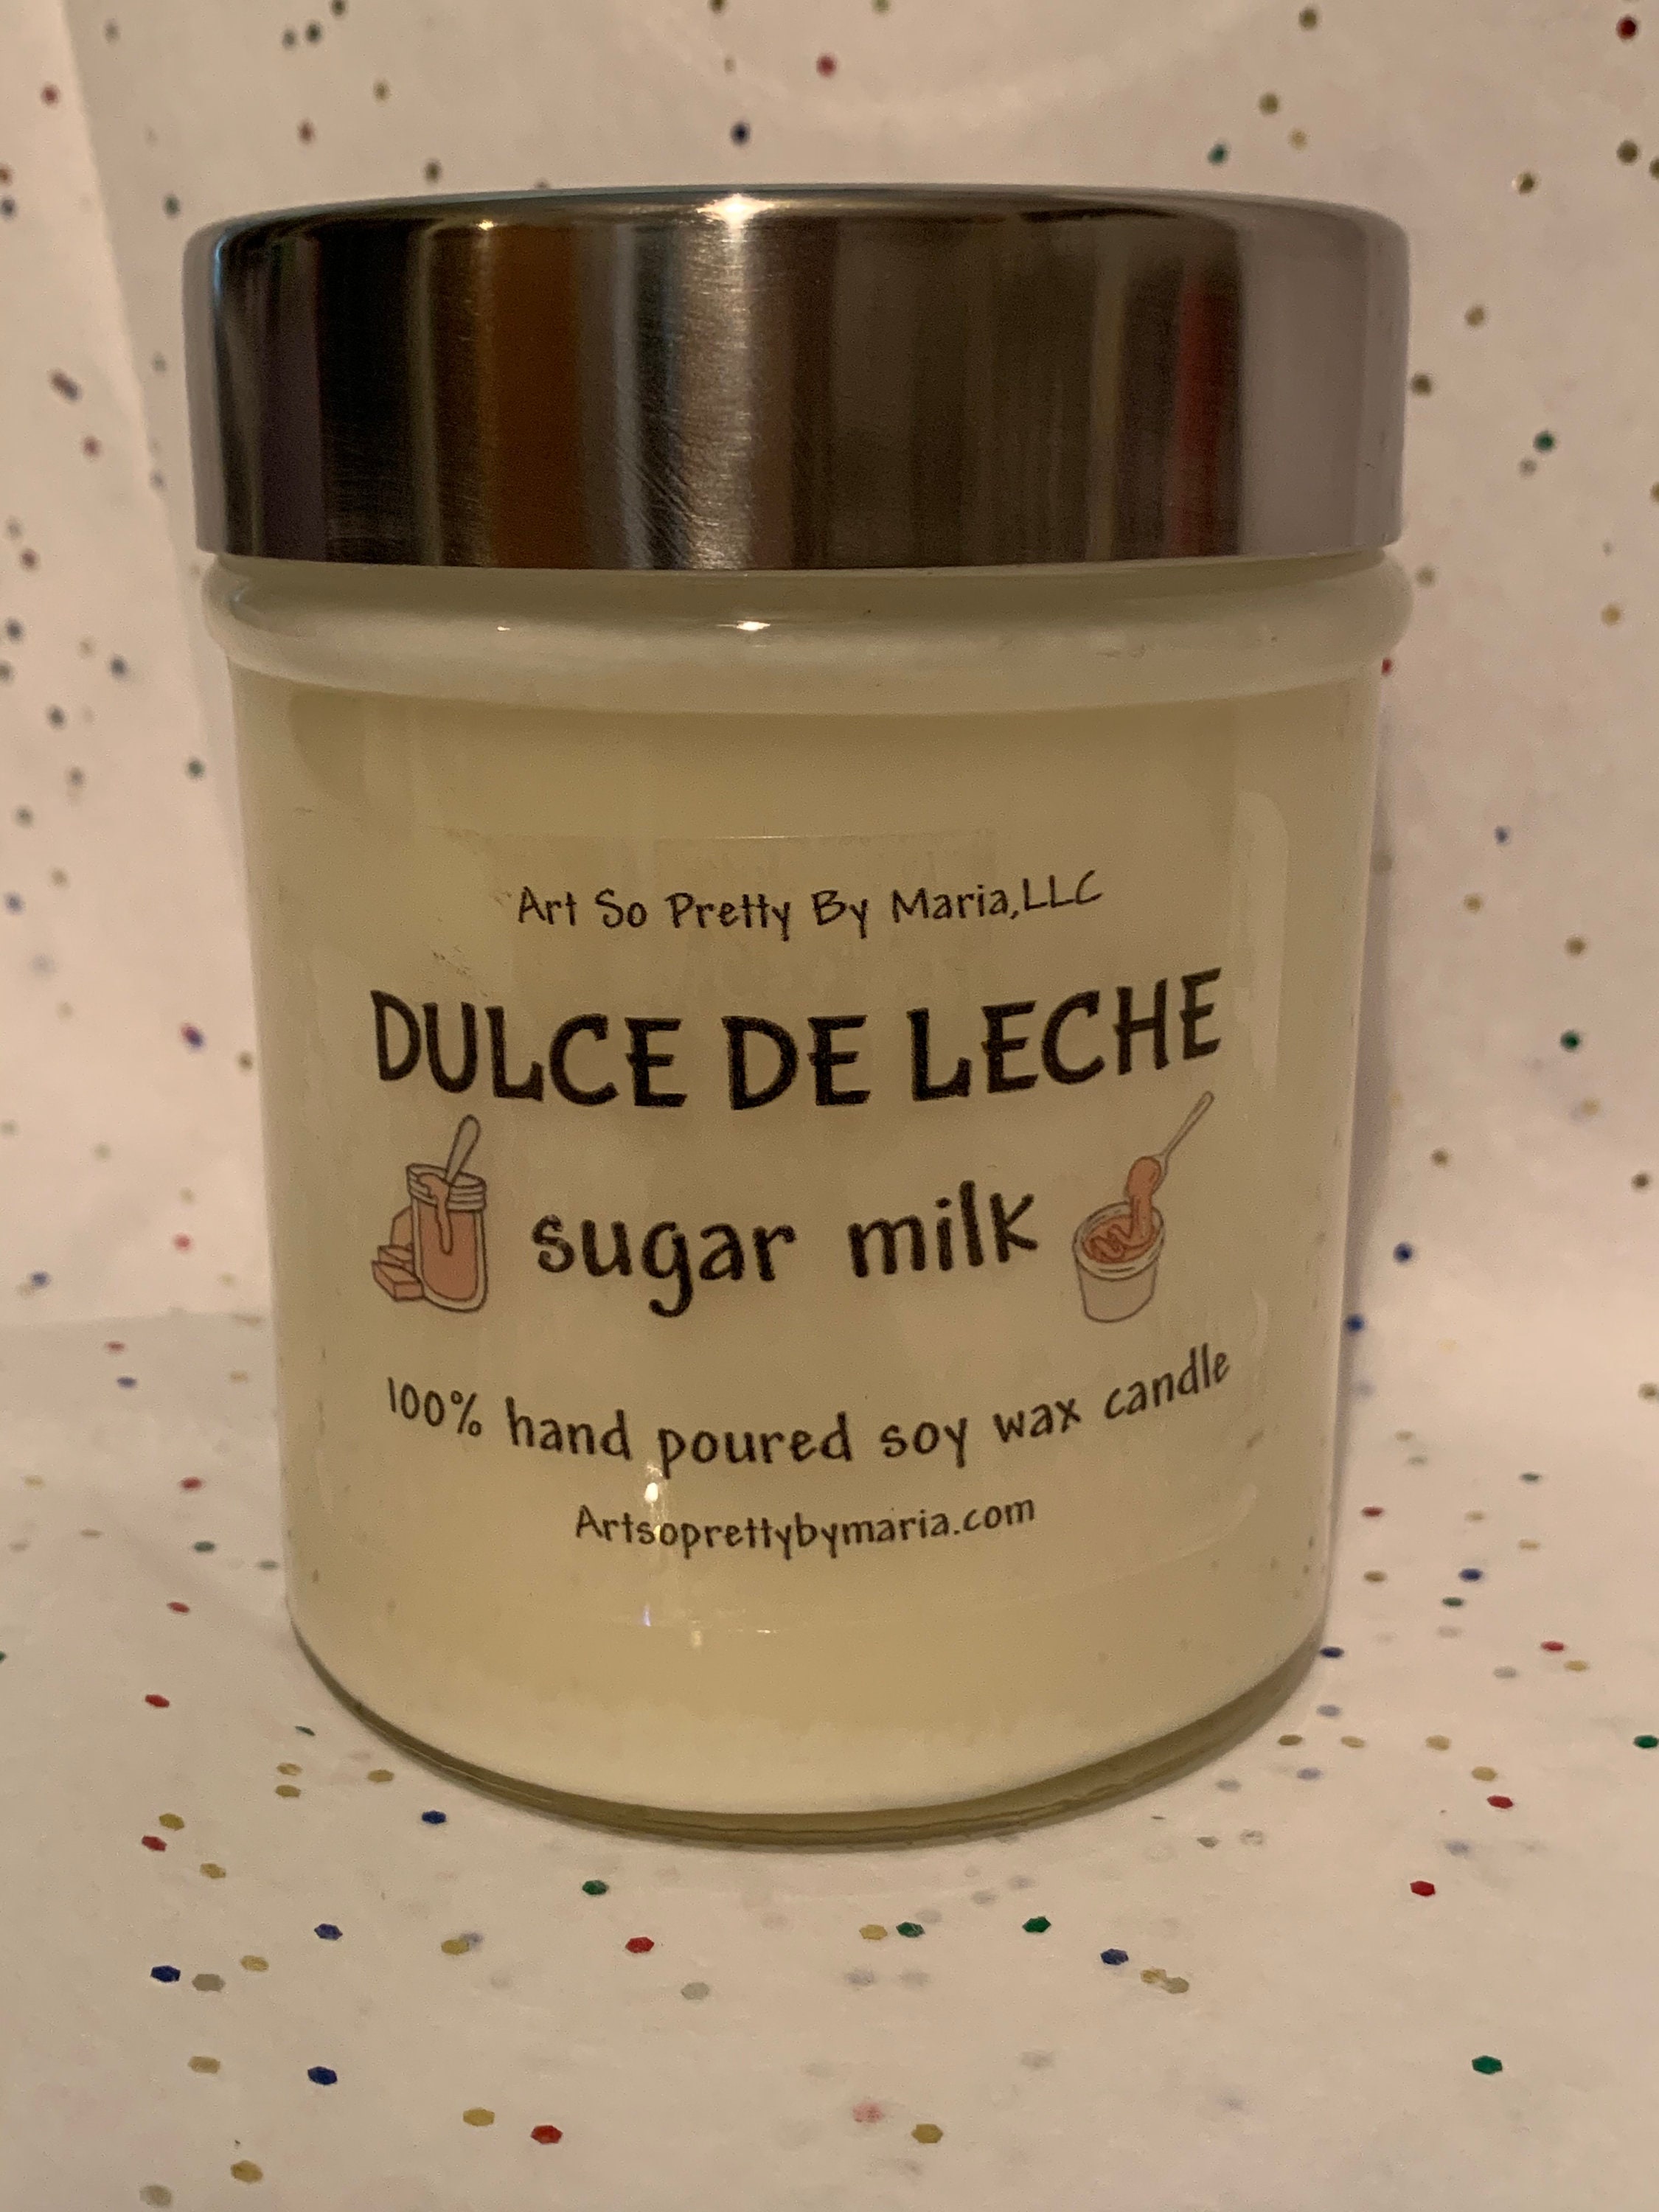 Art So Pretty By Maria,LLC
DULCE DE LECHE
sugar milk
100% hand poured soy wax candle
Artsoprettybymaria.com